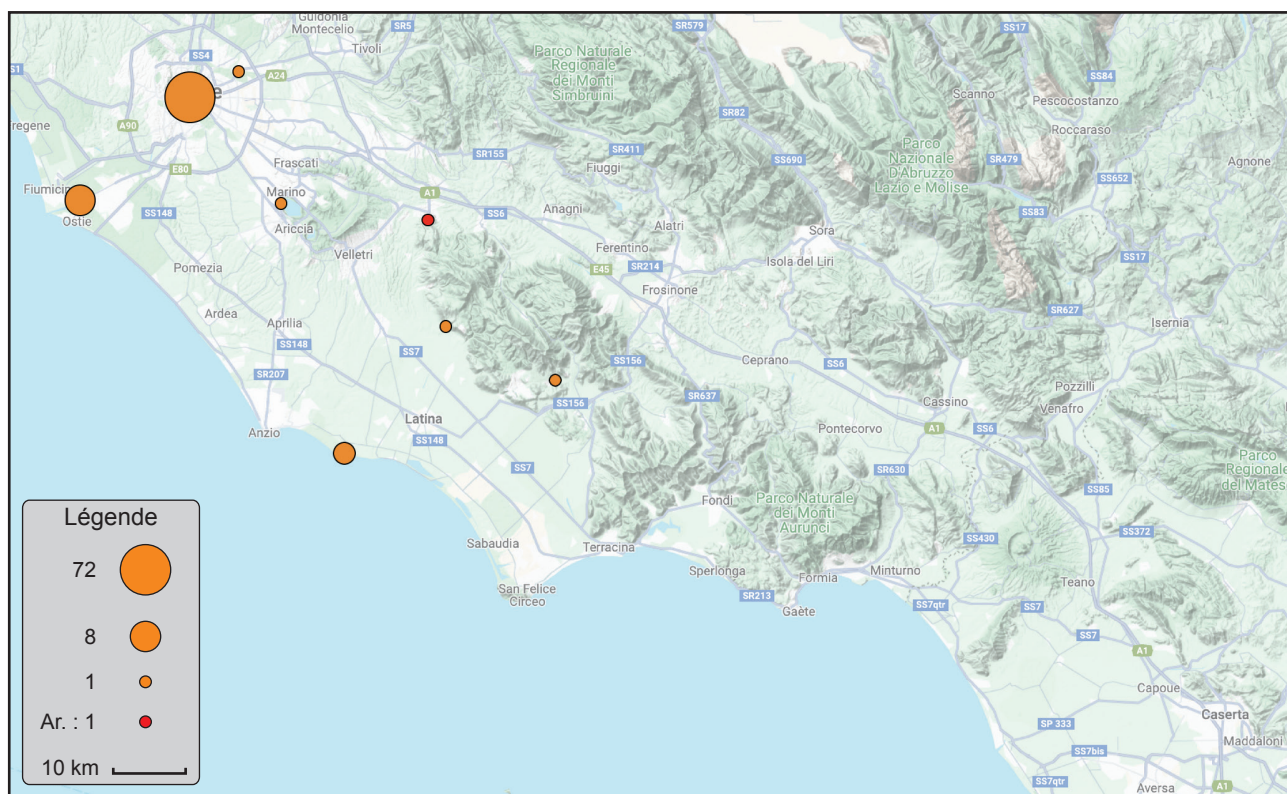 Guidonia
Montecelio
SR5
Tivoli
SS4
A24
S1
e
A90
E80
eregene
Fiumicin
Ostie
SS148
Frascati
Marino
Ariccia
Velletri
Pomezia
Ardea
Aprilia
SS148
SR207
Anzio
SR579
Parco Naturale
Regionale
dei Monti
Simbruini
SR82
SR155
SR411
Fiuggi
SS690
A1
SS6
Anagni
Alatri
Ferentino
SR214
E45
Frosinone
Sora
Isola del Liri
SS17
SS84
Scanno
Pescocostanzo
Roccaraso
Parco
Nazionale
D'Abruzzo
Lazio e Molise
SR479
SS652
Agnone
SS83
SS17
SR627
Isernia
SS7
SS156
SS156
Latina
SS148
SS7
Ceprano
SS6
SR637
Pontecorvo
Cassino
A1
SS6
Pozzilli
Venafro
SR630
SS85
Parco
Regionale
del Mates
Fondi
Parco Naturale
dei Monti
Aurunci
SS430
SS372
Sabaudia
San Felice
Circeo
Terracina
Sperlonga
SR213
Formia
Gaète
Minturno
SS7qtr
Teano
SS7
SS7
A1
Capoue
SP 333
Caserta
Maddaloni
SS7bis
SS7qtr
Aversa
A1
Légende
72
8
1
Ar. : 1
10 km